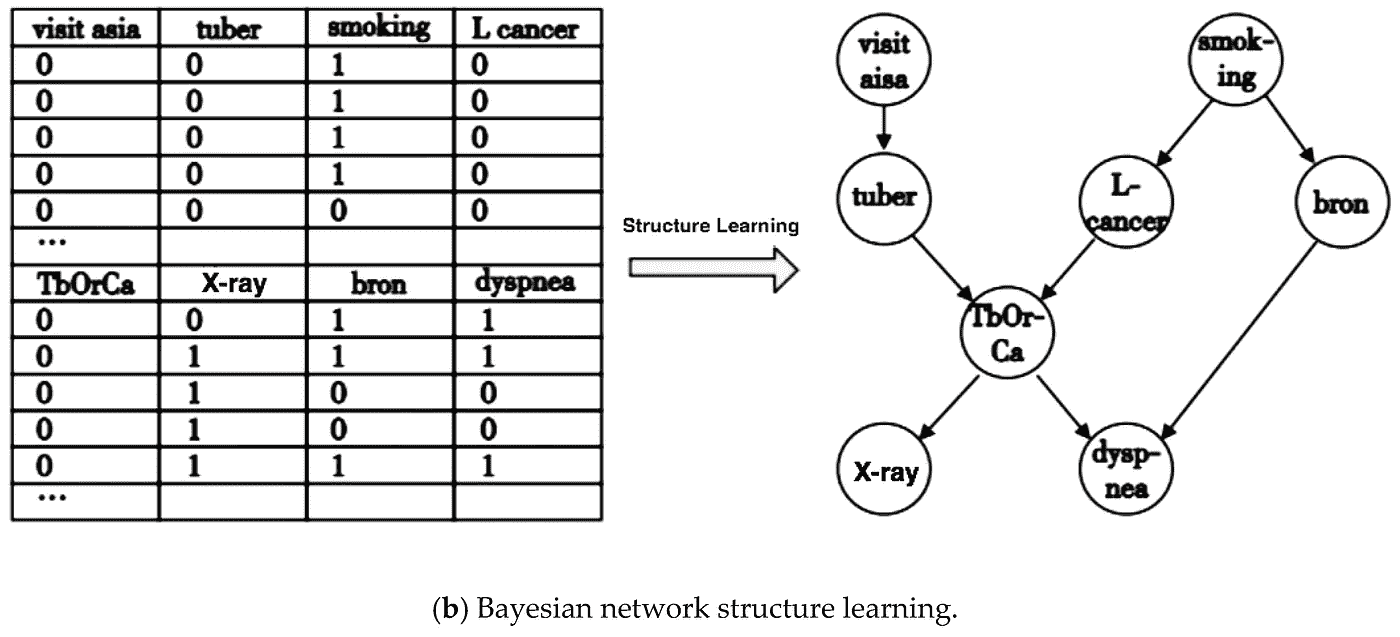 visit asia tuber smoking L cancer
0 0 1 0
0 0 1 0
0 0 1 0
0 0 1 0
0 0 0 0
...
TbOrCa X-ray bron dyspnea
0 0 1 1
0 1 1 1
0 1 0 0
0 1 0 0
0 1 1 1
...
Structure Learning
visit
aisa
smok-
ing
tuber
L-
cancer
bron
TbOr-
Ca
X-ray
dysp-
nea
(b) Bayesian network structure learning.